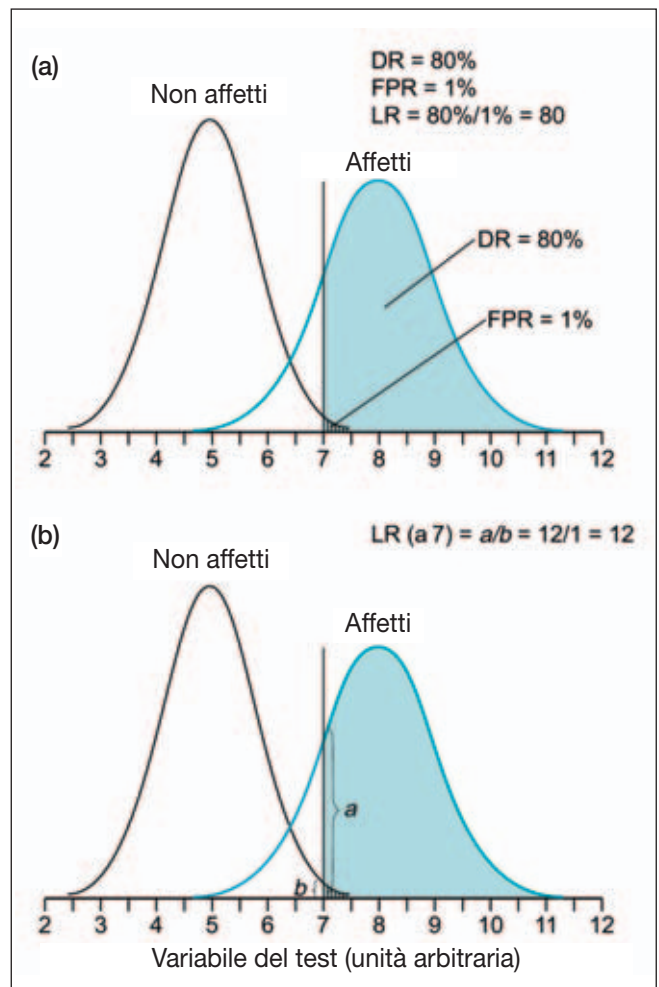 (a)
DR = 80%
FPR = 1%
LR = 80%/1% = 80
Non affetti
Affetti
DR = 80%
FPR = 1%
2 3 4 5 6 7 8 9 10 11 12
(b)
LR (a 7) = a/b = 12/1 = 12
Non affetti
Affetti
a
b
2 3 4 5 6 7 8 9 10 11 12
Variabile del test (unità arbitraria)